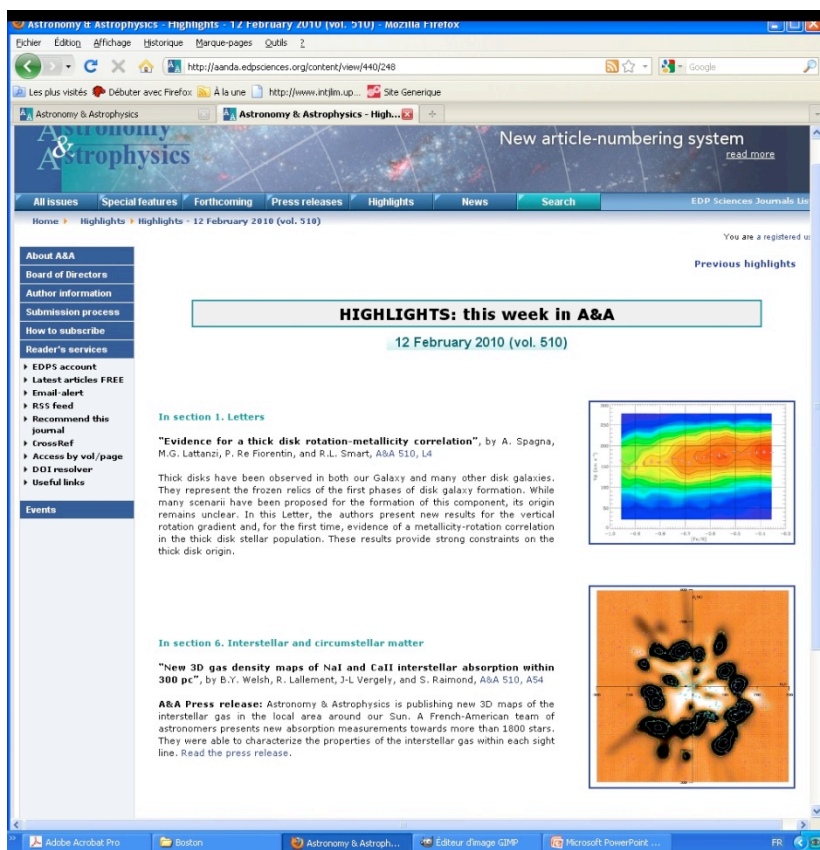 Astronomy & Astrophysics - Highlights - 12 February 2010 (vol. 510) - Mozilla Firefox
Fichier Édition Affichage Historique Marque-pages Outils ?
http://aanda.edpsciences.org/content/view/440/248
Google
Les plus visités Débuter avec Firefox À la une http://www.intjlm.up... Site Generique
Astronomy & Astrophysics
Astronomy & Astrophysics - High...
Astronomy
& Astrophysics
New article-numbering system
read more
All issues Special features Forthcoming Press releases Highlights News Search EDP Sciences Journals Lis
Home Highlights Highlights - 12 February 2010 (vol. 510)
You are a registered us
Previous highlights
About A&A
Board of Directors
Author information
Submission process
How to subscribe
Reader's services
EDPS account
Latest articles FREE
Email-alert
RSS feed
Recommend this
journal
CrossRef
Access by vol/page
DOI resolver
Useful links
Events
HIGHLIGHTS: this week in A&A
12 February 2010 (vol. 510)
In section 1. Letters
"Evidence for a thick disk rotation-metallicity correlation", by A. Spagna,
M.G. Lattanzi, P. Re Fiorentin, and R.L. Smart, A&A 510, L4
Thick disks have been observed in both our Galaxy and many other disk galaxies.
They represent the frozen relics of the first phases of disk galaxy formation. While
many scenarii have been proposed for the formation of this component, its origin
remains unclear. In this Letter, the authors present new results for the vertical
rotation gradient and, for the first time, evidence of a metallicity-rotation correlation
in the thick disk stellar population. These results provide strong constraints on the
thick disk origin.
[Fe/H]
In section 6. Interstellar and circumstellar matter
"New 3D gas density maps of NaI and CaII interstellar absorption within
300 pc", by B.Y. Welsh, R. Lallement, J-L Vergely, and S. Raimond, A&A 510, A54
A&A Press release: Astronomy & Astrophysics is publishing new 3D maps of the
interstellar gas in the local area around our Sun. A French-American team of
astronomers presents new absorption measurements towards more than 1800 stars.
They were able to characterize the properties of the interstellar gas within each sight
line. Read the press release.
Adobe Acrobat Pro Boston Astronomy & Astroph... Éditeur d'image GIMP Microsoft PowerPoint ... FR